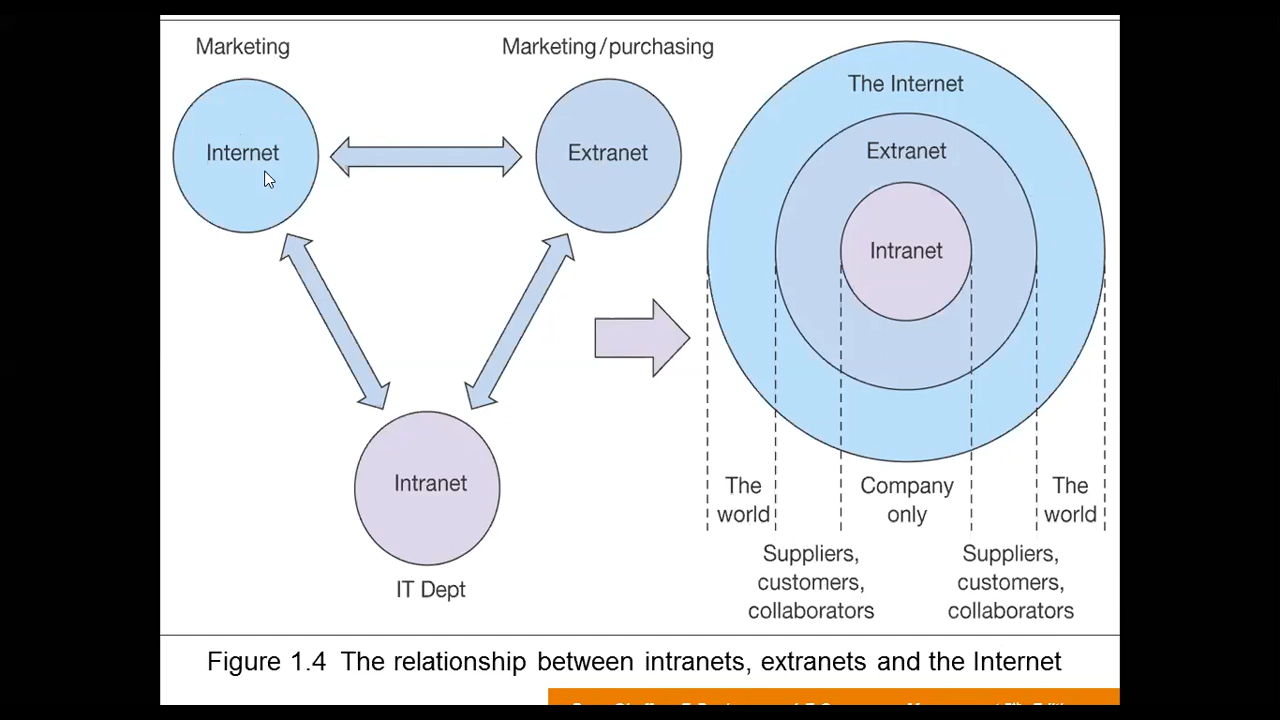 Marketing
Marketing/purchasing
Internet
Extranet
Intranet
IT Dept
The Internet
Extranet
Intranet
The
world
Company
only
The
world
Suppliers,
customers,
collaborators
Suppliers,
customers,
collaborators
Figure 1.4 The relationship between intranets, extranets and the Internet